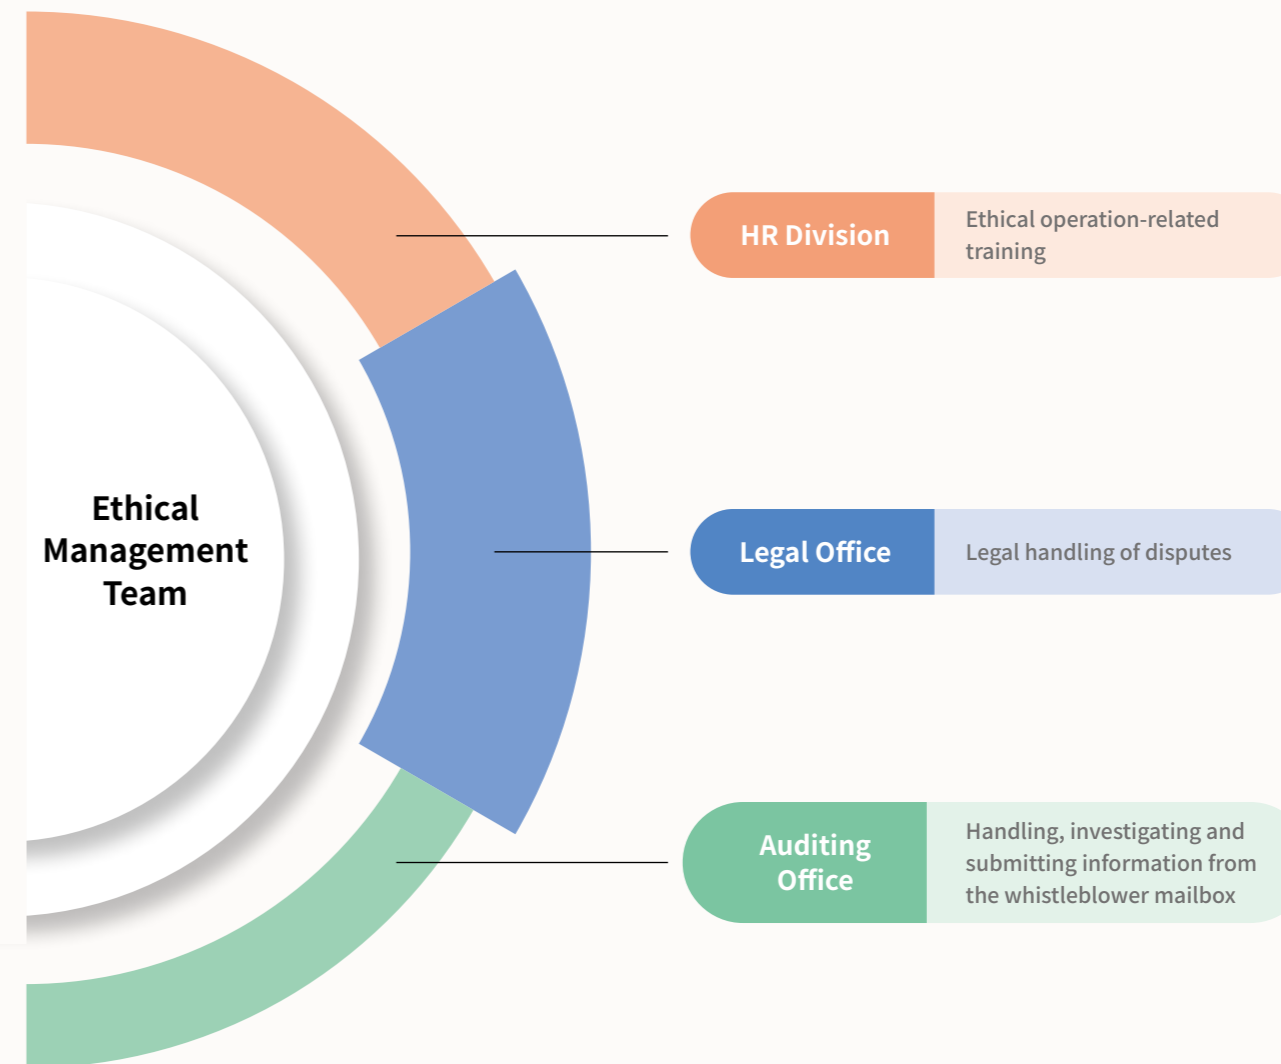 Ethical
Management
Team
HR Division
Ethical operation-related
training
Legal Office
Legal handling of disputes
Auditing
Office
Handling, investigating and
submitting information from
the whistleblower mailbox